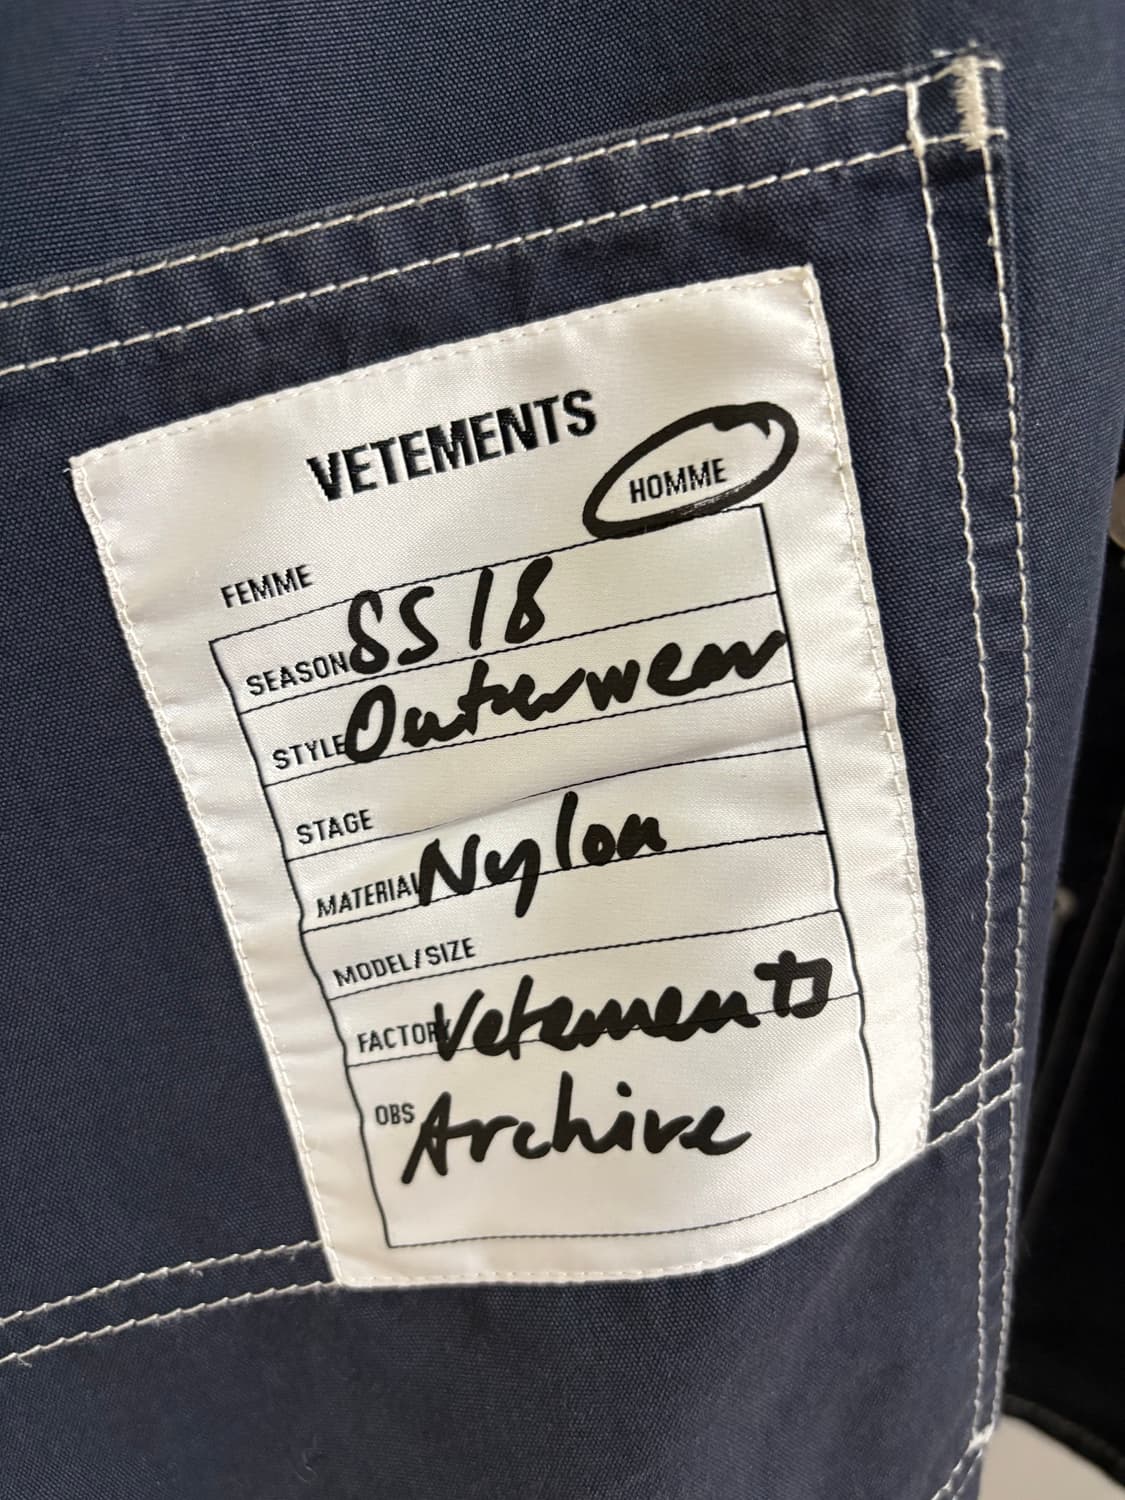 VETEMENTS
FEMME HOMME
SEASON SS18
STYLE Outerwear
STAGE
MATERIAL Nylon
MODEL/SIZE
FACTORY Vetements
OBS Archive